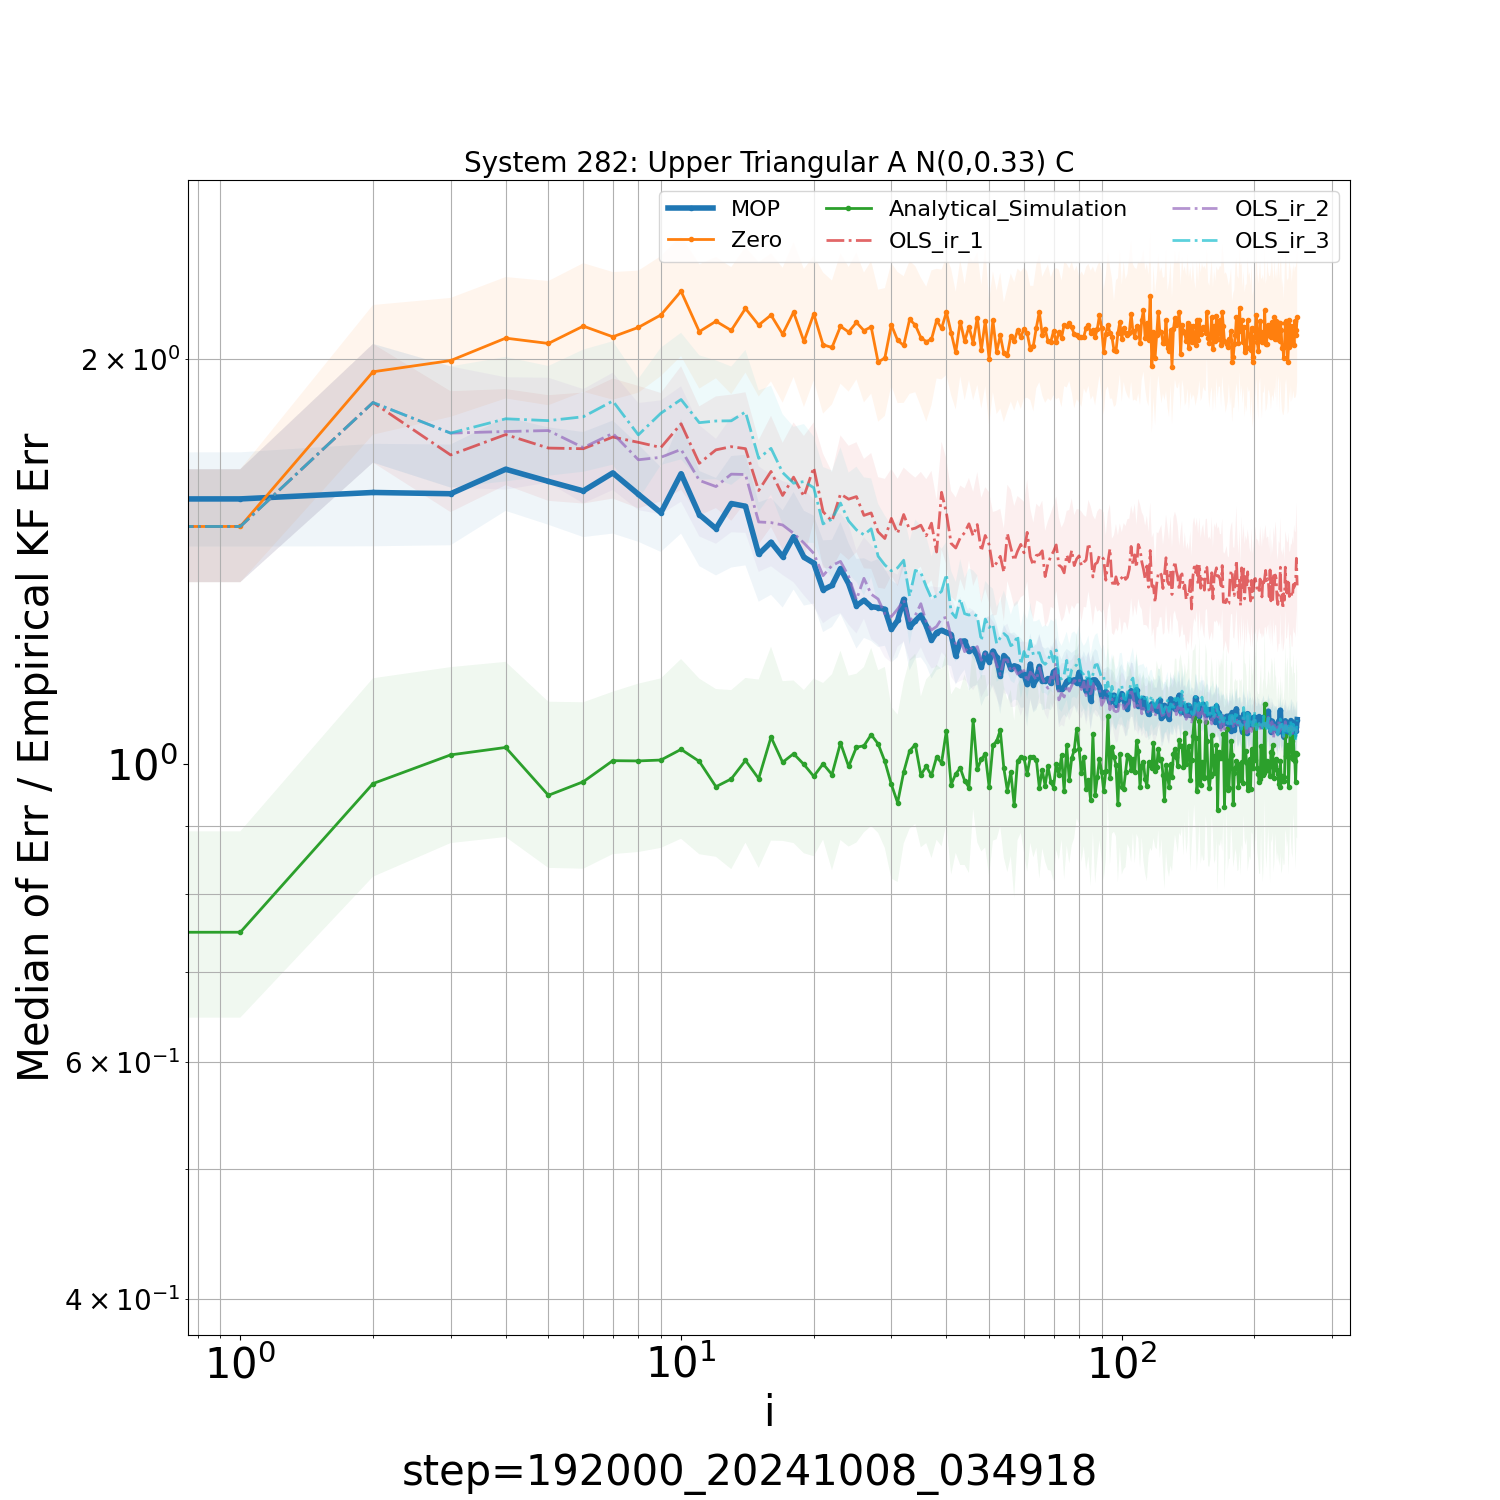 System 282: Upper Triangular A N(0,0.33) C
MOP
Zero
Analytical_Simulation
OLS_ir_1
OLS_ir_2
OLS_ir_3
Median of Err / Empirical KF Err
2 × 10⁰
10⁰
6 × 10⁻¹
4 × 10⁻¹
10⁰ 10¹ 10²
i
step=192000_20241008_034918